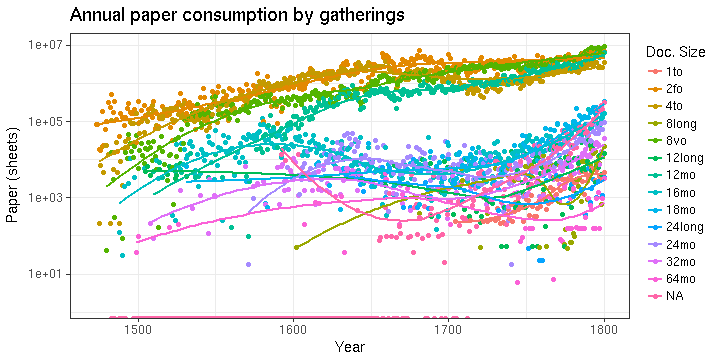 Annual paper consumption by gatherings
Paper (sheets)
1e+07
1e+05
1e+03
1e+01
1500
1600
1700
1800
Year
Doc. Size
1to
2fo
4to
8long
8vo
12long
12mo
16mo
18mo
24long
24mo
32mo
64mo
NA